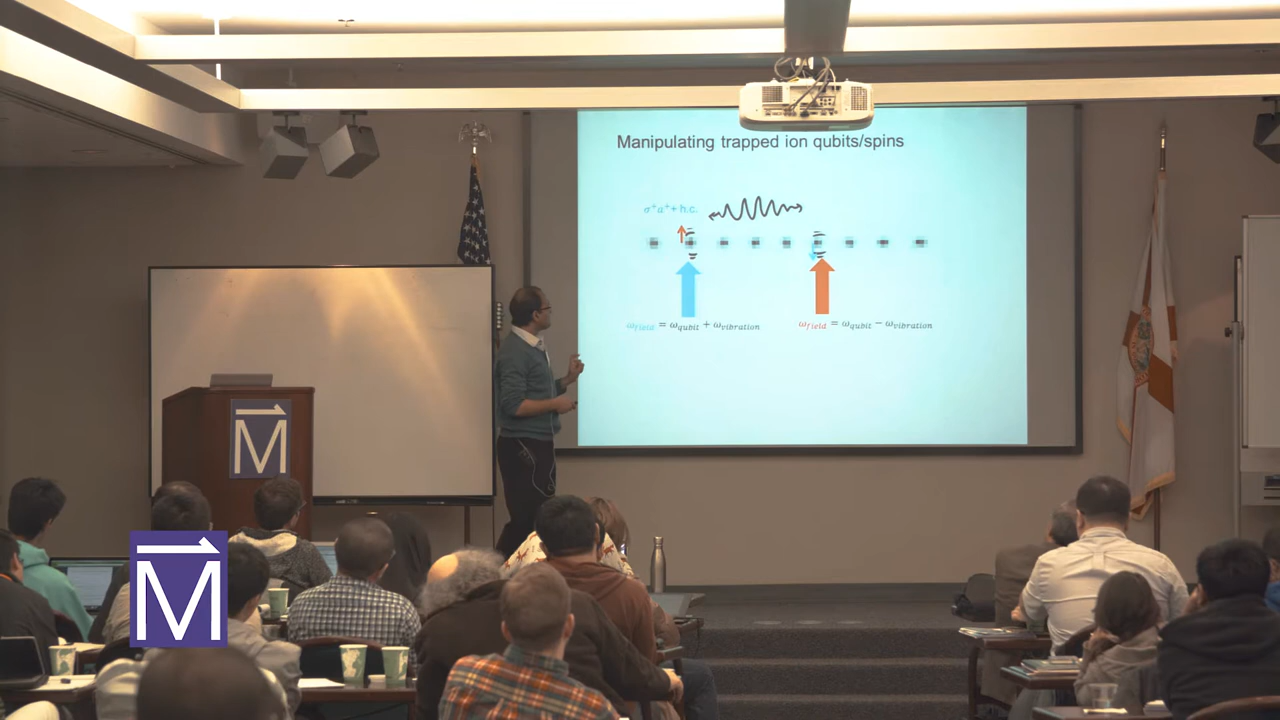 Manipulating trapped ion qubits/spins
σ⁺a⁺+ h.c.
ω_field = ω_qubit + ω_vibration
ω_field = ω_qubit − ω_vibration
M
M